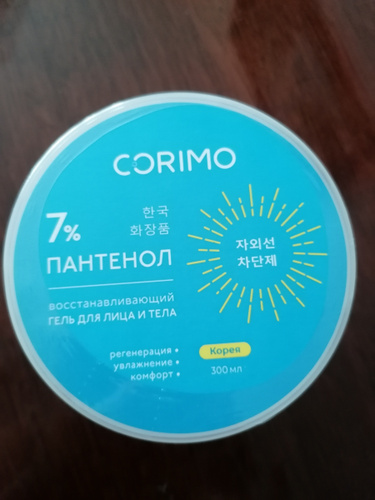 CORIMO
7%
한국
화장품
ПАНТЕНОЛ
восстанавливающий
ГЕЛЬ ДЛЯ ЛИЦА И ТЕЛА
자외선
차단제
регенерация •
увлажнение •
комфорт •
Корея
300 мл